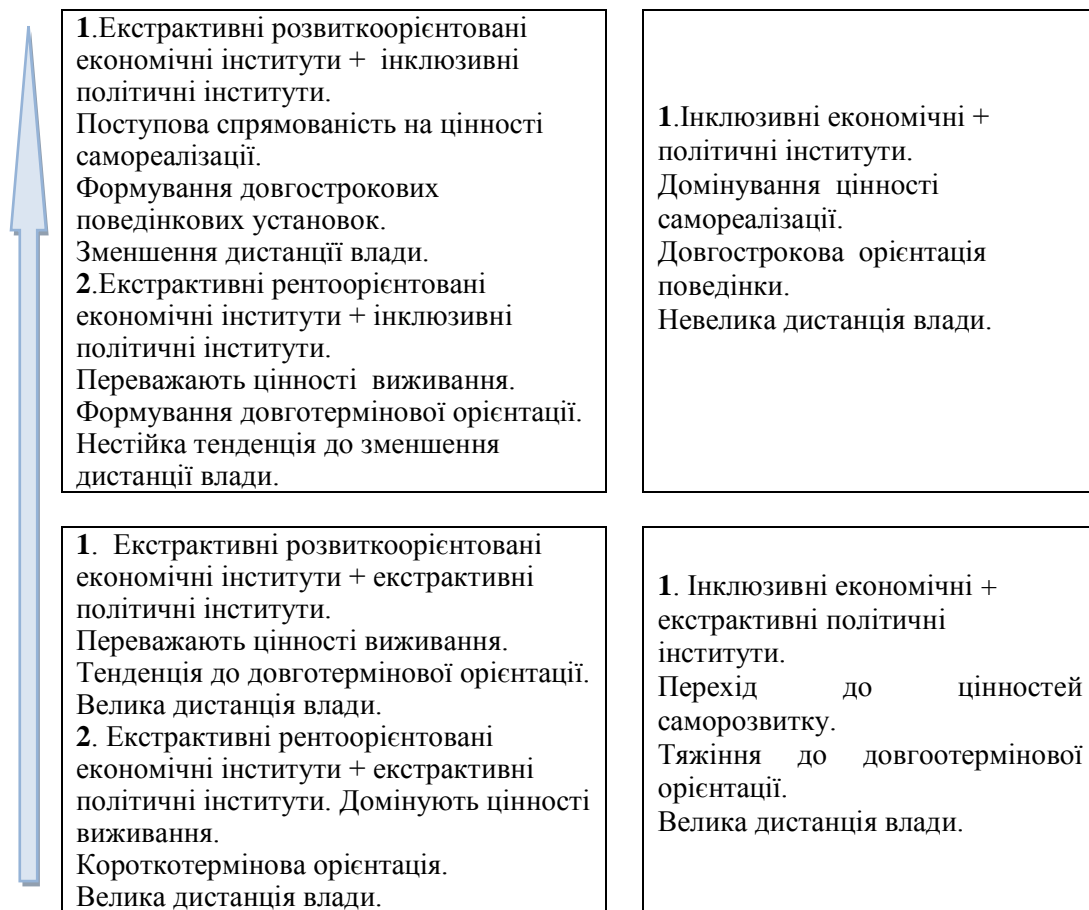 1.Екстрактивні розвиткоорієнтовані
економічні інститути + інклюзивні
політичні інститути.
Поступова спрямованість на цінності
самореалізації.
Формування довгострокових
поведінкових установок.
Зменшення дистанції влади.
2.Екстрактивні рентоорієнтовані
економічні інститути + інклюзивні
політичні інститути.
Переважають цінності виживання.
Формування довготермінової орієнтації.
Нестійка тенденція до зменшення
дистанції влади.
1.Інклюзивні економічні +
політичні інститути.
Домінування цінності
самореалізації.
Довгострокова орієнтація
поведінки.
Невелика дистанція влади.
1. Екстрактивні розвиткоорієнтовані
економічні інститути + екстрактивні
політичні інститути.
Переважають цінності виживання.
Тенденція до довготермінової орієнтації.
Велика дистанція влади.
2. Екстрактивні рентоорієнтовані
економічні інститути + екстрактивні
політичні інститути. Домінують цінності
виживання.
Короткотермінова орієнтація.
Велика дистанція влади.
1. Інклюзивні економічні +
екстрактивні політичні
інститути.
Перехід до цінностей
саморозвитку.
Тяжіння до довгоотермінової
орієнтації.
Велика дистанція влади.